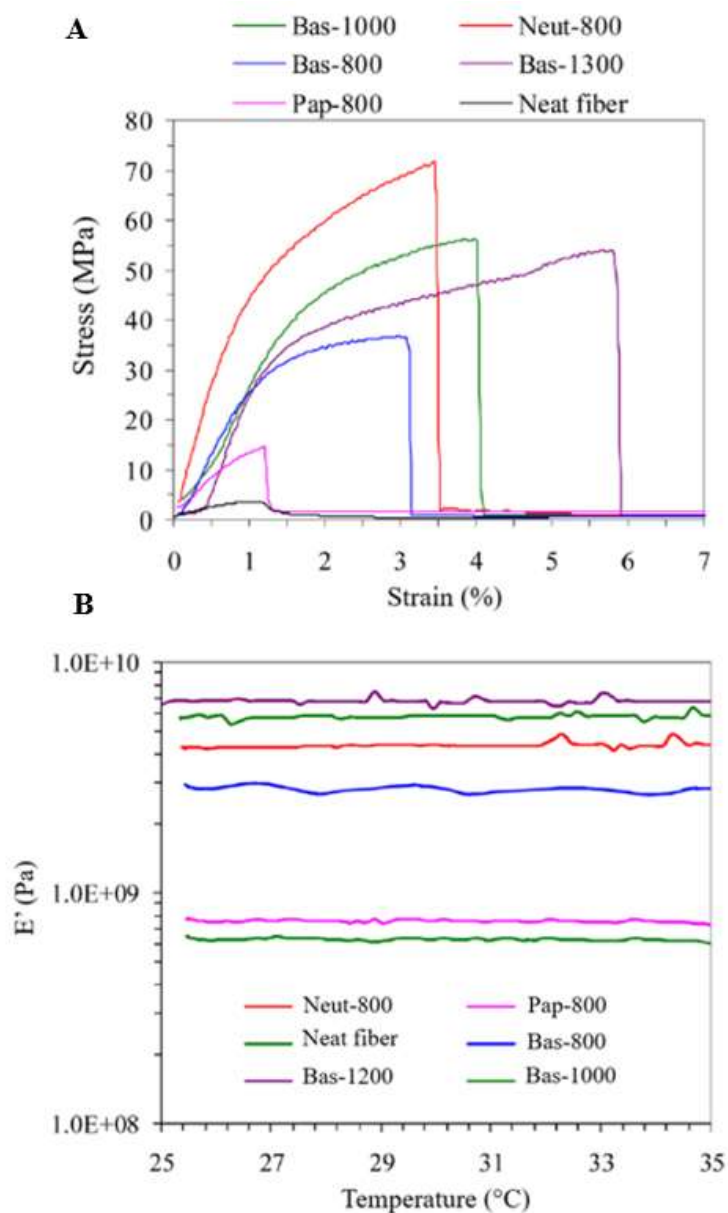 A
Bas-1000 Neut-800
Bas-800 Bas-1300
Pap-800 Neat fiber
80
70
60
50
40
30
20
10
0
Stress (MPa)
0 1 2 3 4 5 6 7
Strain (%)
B
1.0E+10
1.0E+09
1.0E+08
E’ (Pa)
Neut-800 Pap-800
Neat fiber Bas-800
Bas-1200 Bas-1000
25 27 29 31 33 35
Temperature (°C)